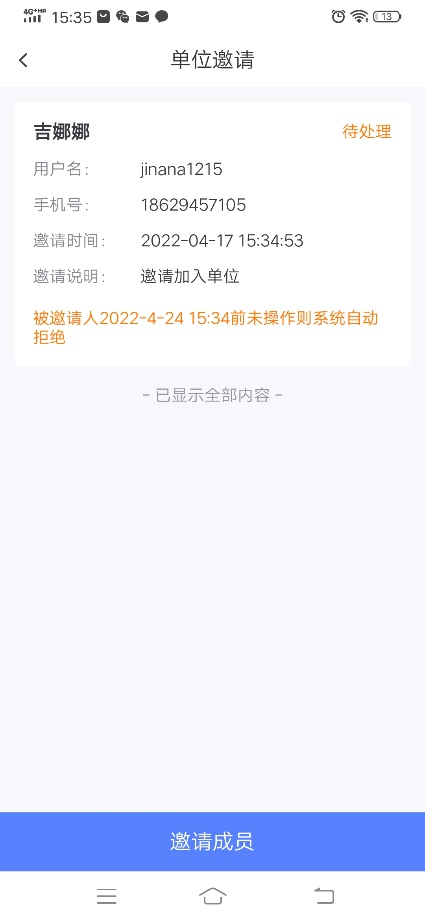 4G+HD 15:35 13
单位邀请
吉娜娜 待处理
用户名： jinana1215
手机号： 18629457105
邀请时间： 2022-04-17 15:34:53
邀请说明： 邀请加入单位
被邀请人2022-4-24 15:34前未操作则系统自动
拒绝
- 已显示全部内容 -
邀请成员